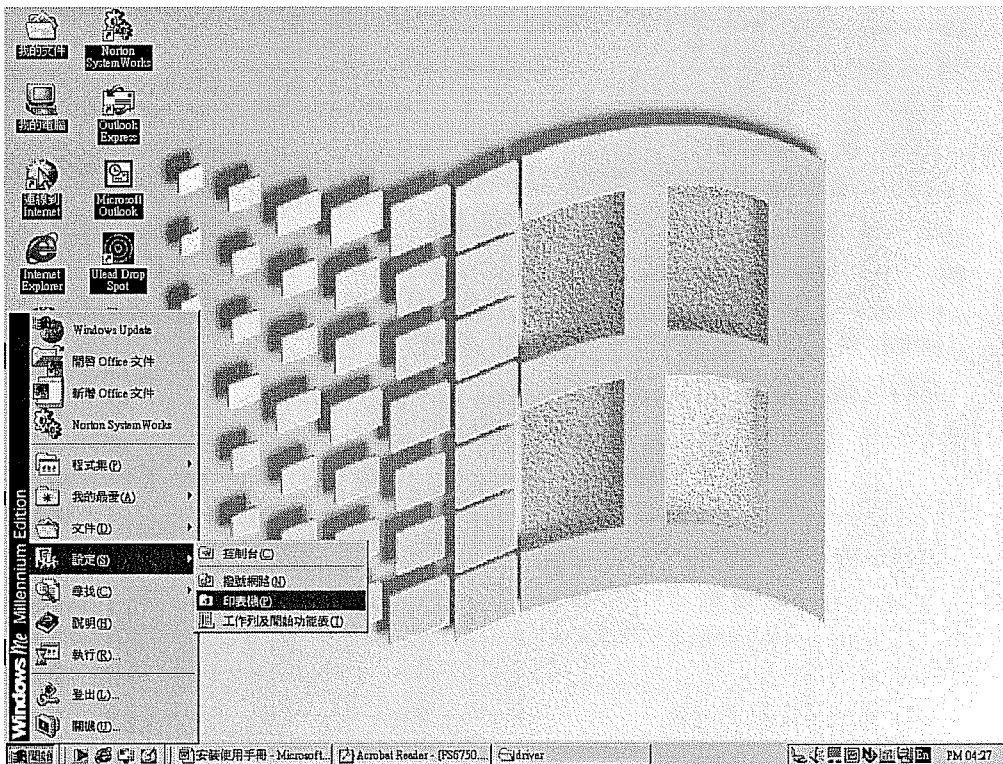 我的文件
Norton
SystemWorks
我的電腦
Outlook
Express
連線到
Internet
Microsoft
Outlook
Internet
Explorer
Ulead Drop
Spot
Windows Me Millennium Edition
Windows Update
開啓 Office 文件
新增 Office 文件
Norton SystemWorks
程式集(P)
我的最愛(A)
文件(D)
設定(S)
尋找(C)
說明(H)
執行(R)...
登出(L)...
關機(U)...
控制台(C)
撥號網路(N)
印表機(P)
工作列及開始功能表(T)
開始
安裝使用手冊 - Microsoft...
Acrobat Reader - [FS6750...
driver
En
PM 04:27